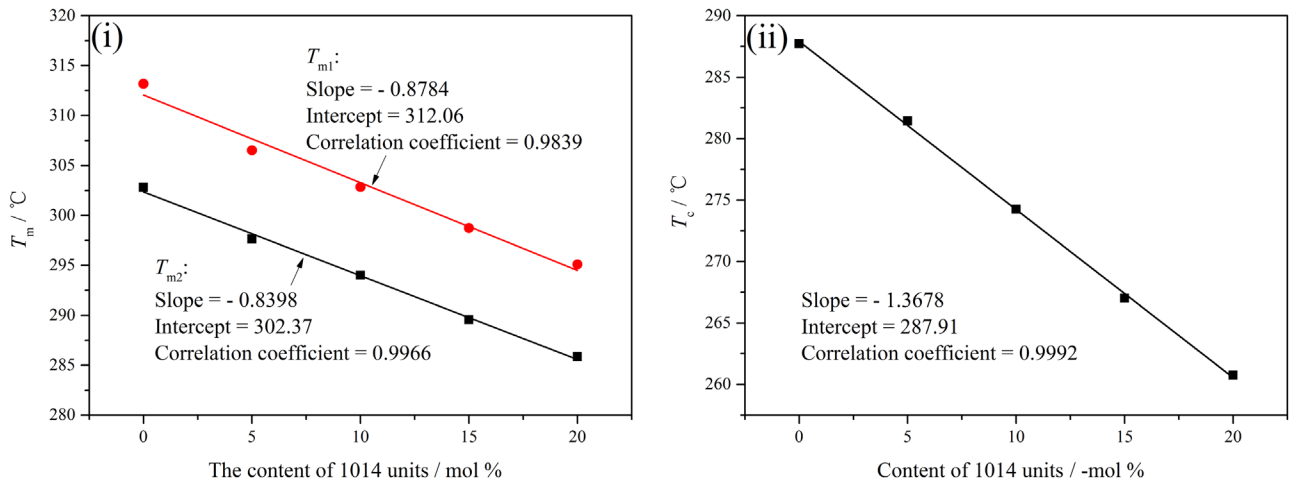 (i)
320
315
310
305
300
295
290
285
280
Tm / ℃
Tm1:
Slope = - 0.8784
Intercept = 312.06
Correlation coefficient = 0.9839
Tm2:
Slope = - 0.8398
Intercept = 302.37
Correlation coefficient = 0.9966
0 5 10 15 20
The content of 1014 units / mol %
(ii)
290
285
280
275
270
265
260
Tc / ℃
Slope = - 1.3678
Intercept = 287.91
Correlation coefficient = 0.9992
0 5 10 15 20
Content of 1014 units / -mol %